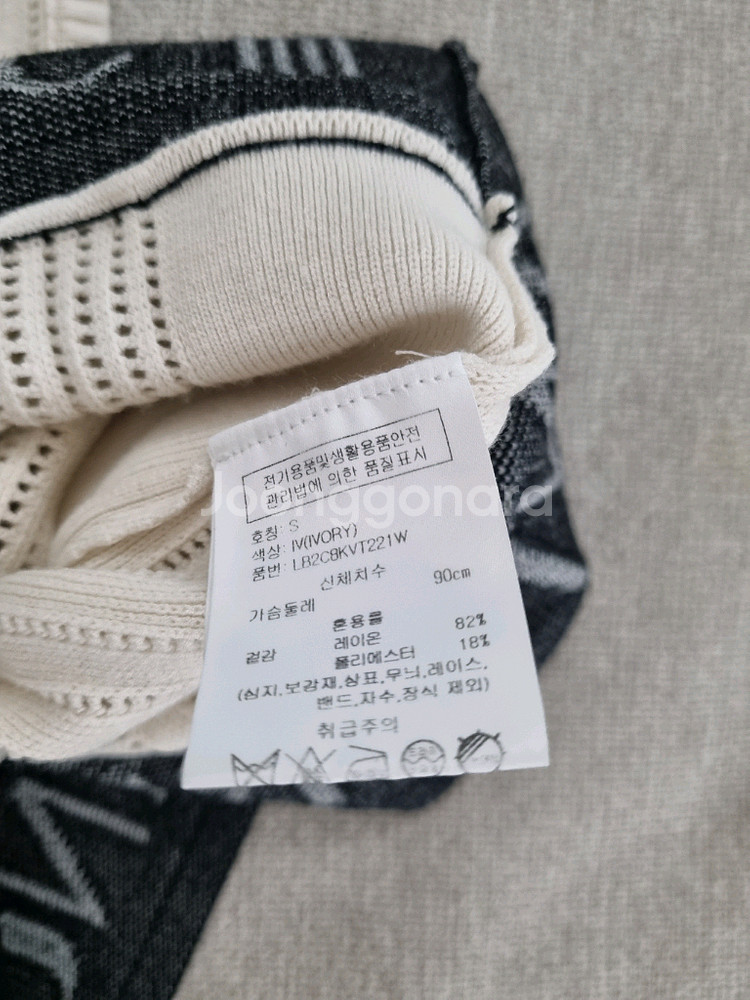 전기용품및생활용품안전
관리법에 의한 품질표시
Joonggonara
호칭: S
색상: IV(IVORY)
품번: LB2C8KVT221W
신체치수
가슴둘레 90cm
혼용율
겉감 레이온 82%
폴리에스터 18%
(심지,보강재,상표,무늬,레이스,
밴드,자수,장식 제외)
취급주의